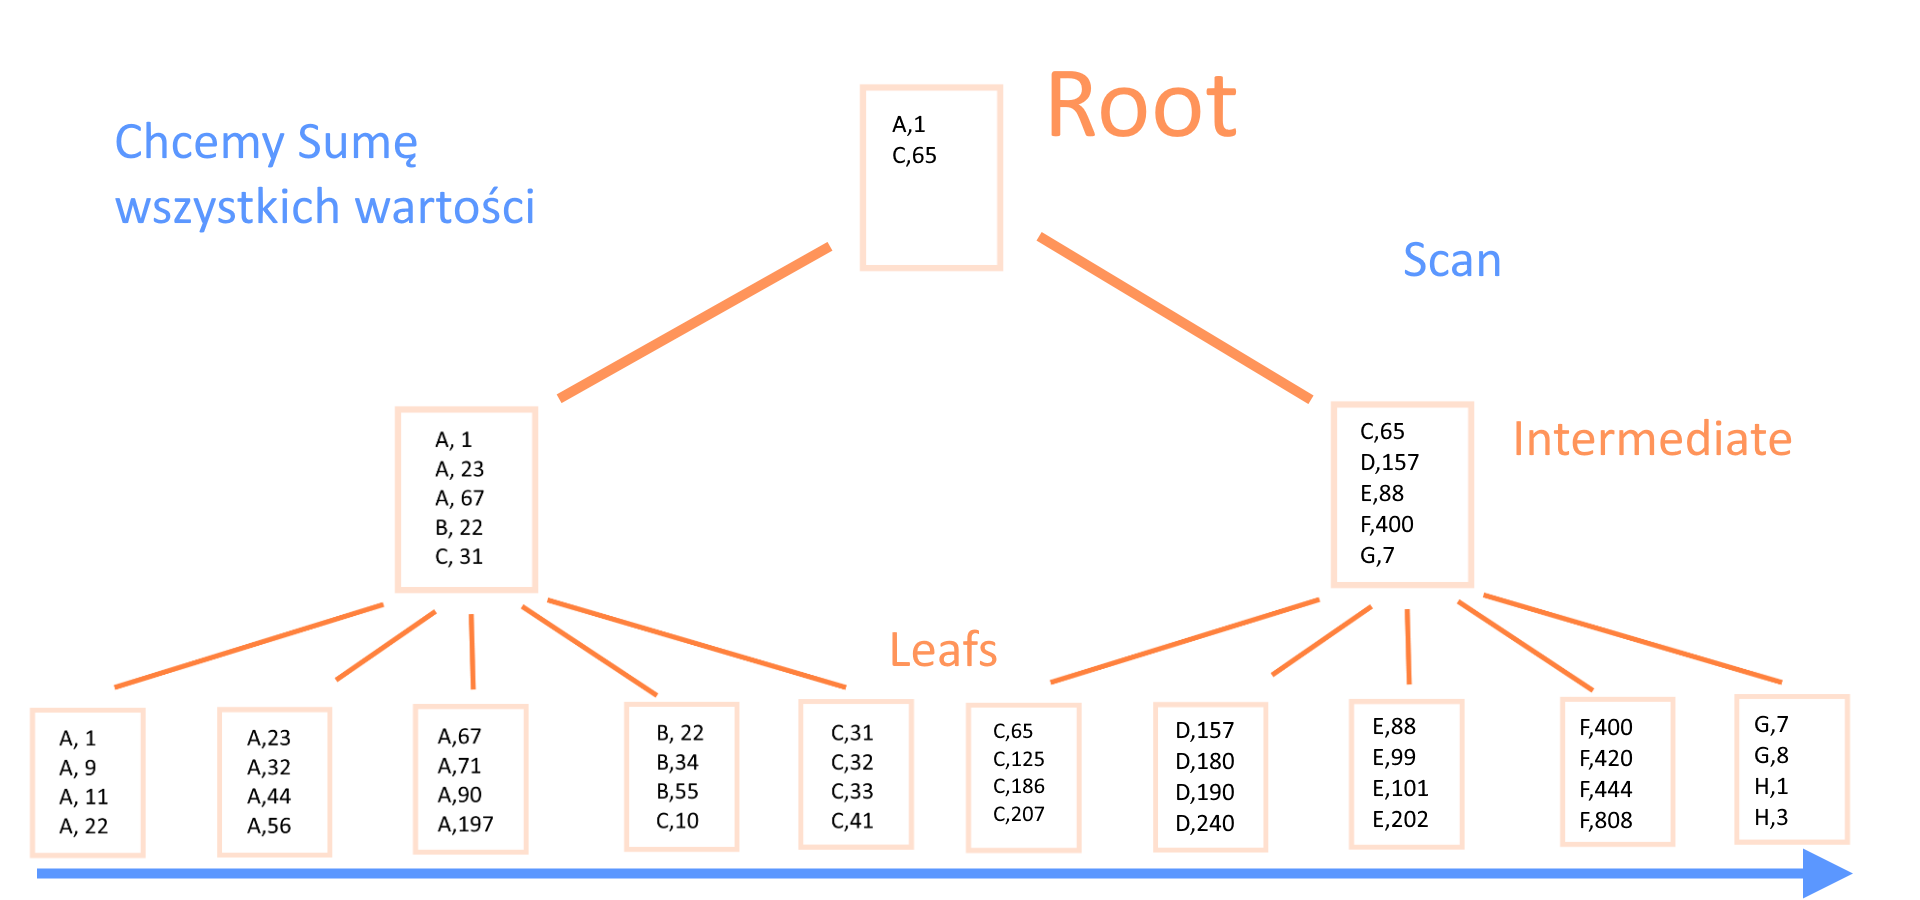 Root
A,1
C,65
Chcemy Sumę
wszystkich wartości
Scan
A, 1
A, 23
A, 67
B, 22
C, 31
C,65
D,157
E,88
F,400
G,7
Intermediate
Leafs
A, 1
A, 9
A, 11
A, 22
A,23
A,32
A,44
A,56
A,67
A,71
A,90
A,197
B, 22
B,34
B,55
C,10
C,31
C,32
C,33
C,41
C,65
C,125
C,186
C,207
D,157
D,180
D,190
D,240
E,88
E,99
E,101
E,202
F,400
F,420
F,444
F,808
G,7
G,8
H,1
H,3